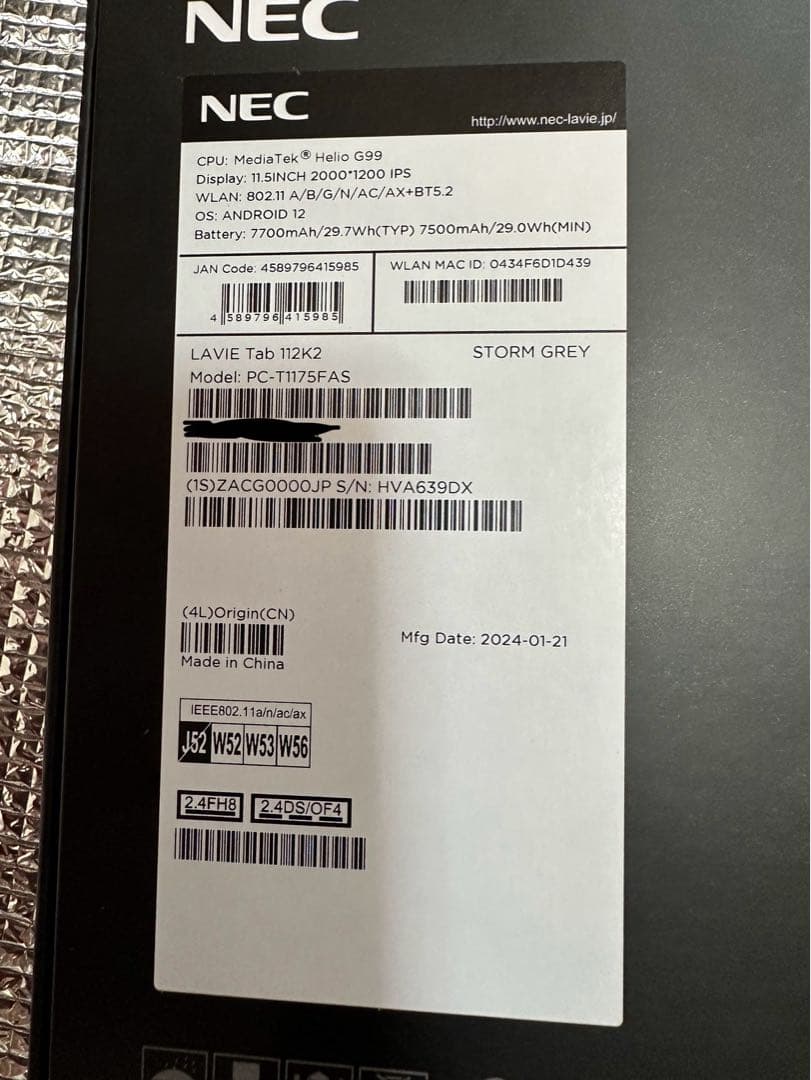 NEC
NEC
http://www.nec-lavie.jp/
CPU: MediaTek® Helio G99
Display: 11.5INCH 2000*1200 IPS
WLAN: 802.11 A/B/G/N/AC/AX+BT5.2
OS: ANDROID 12
Battery: 7700mAh/29.7Wh(TYP) 7500mAh/29.0Wh(MIN)
JAN Code: 4589796415985
4 589796 415985
WLAN MAC ID: 0434F6D1D439
LAVIE Tab 112K2
STORM GREY
Model: PC-T1175FAS
(1S)ZACG0000JP S/N: HVA639DX
(4L)Origin(CN)
Made in China
Mfg Date: 2024-01-21
IEEE802.11a/n/ac/ax
J52 W52 W53 W56
2.4FH8 2.4DS/OF4